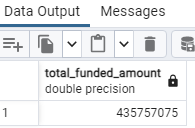 Data Output Messages
total_funded_amount
double precision
1 435757075